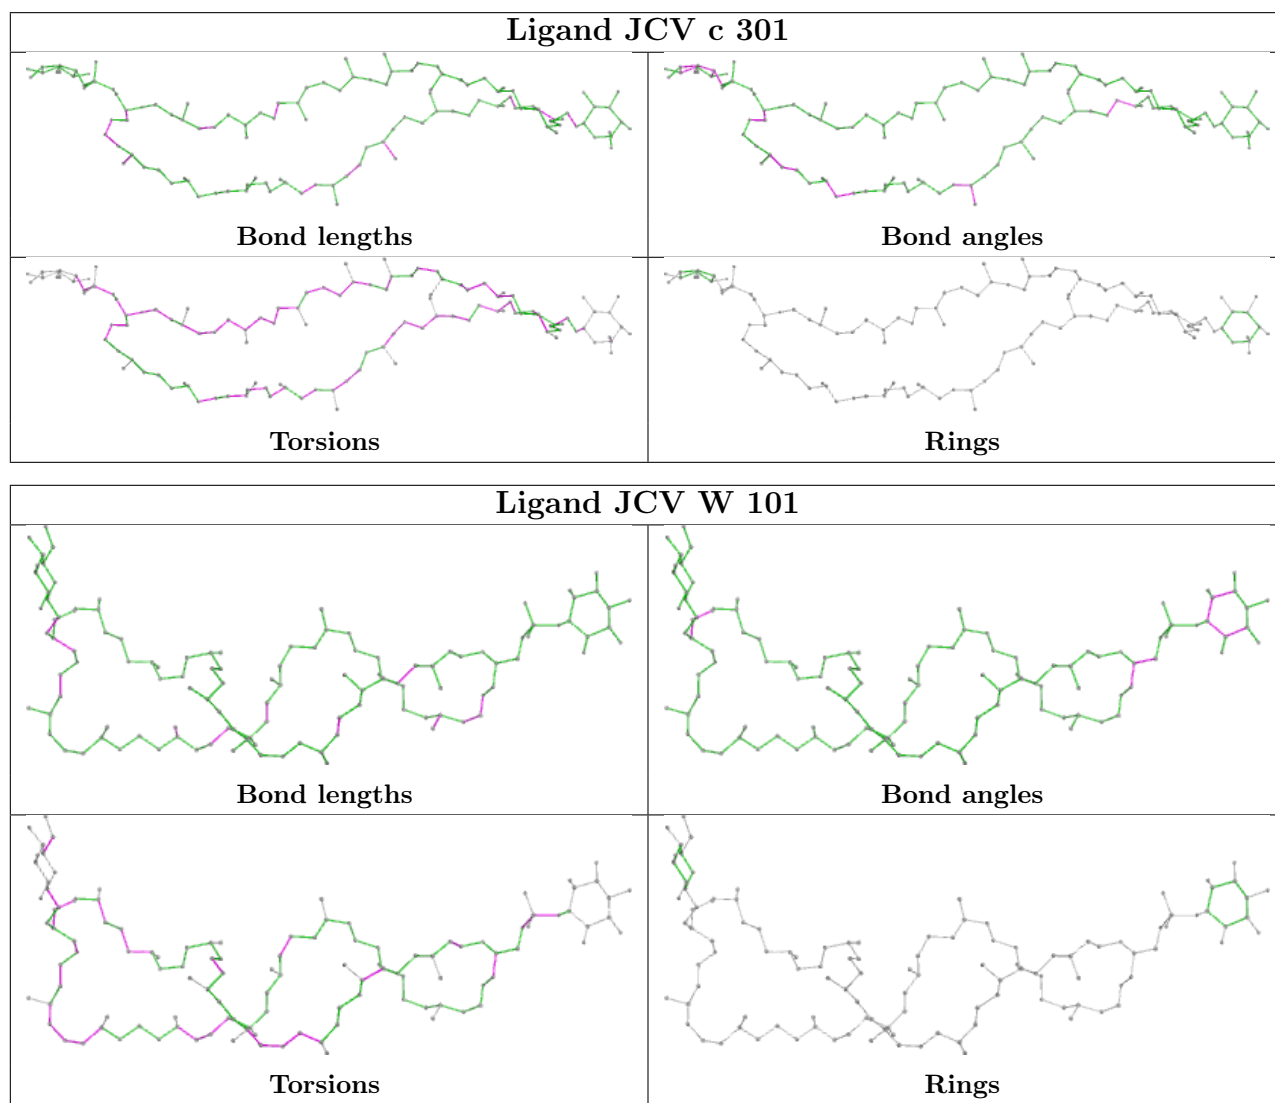 Ligand JCV c 301
Bond lengths
Bond angles
Torsions
Rings
Ligand JCV W 101
Bond lengths
Bond angles
Torsions
Rings